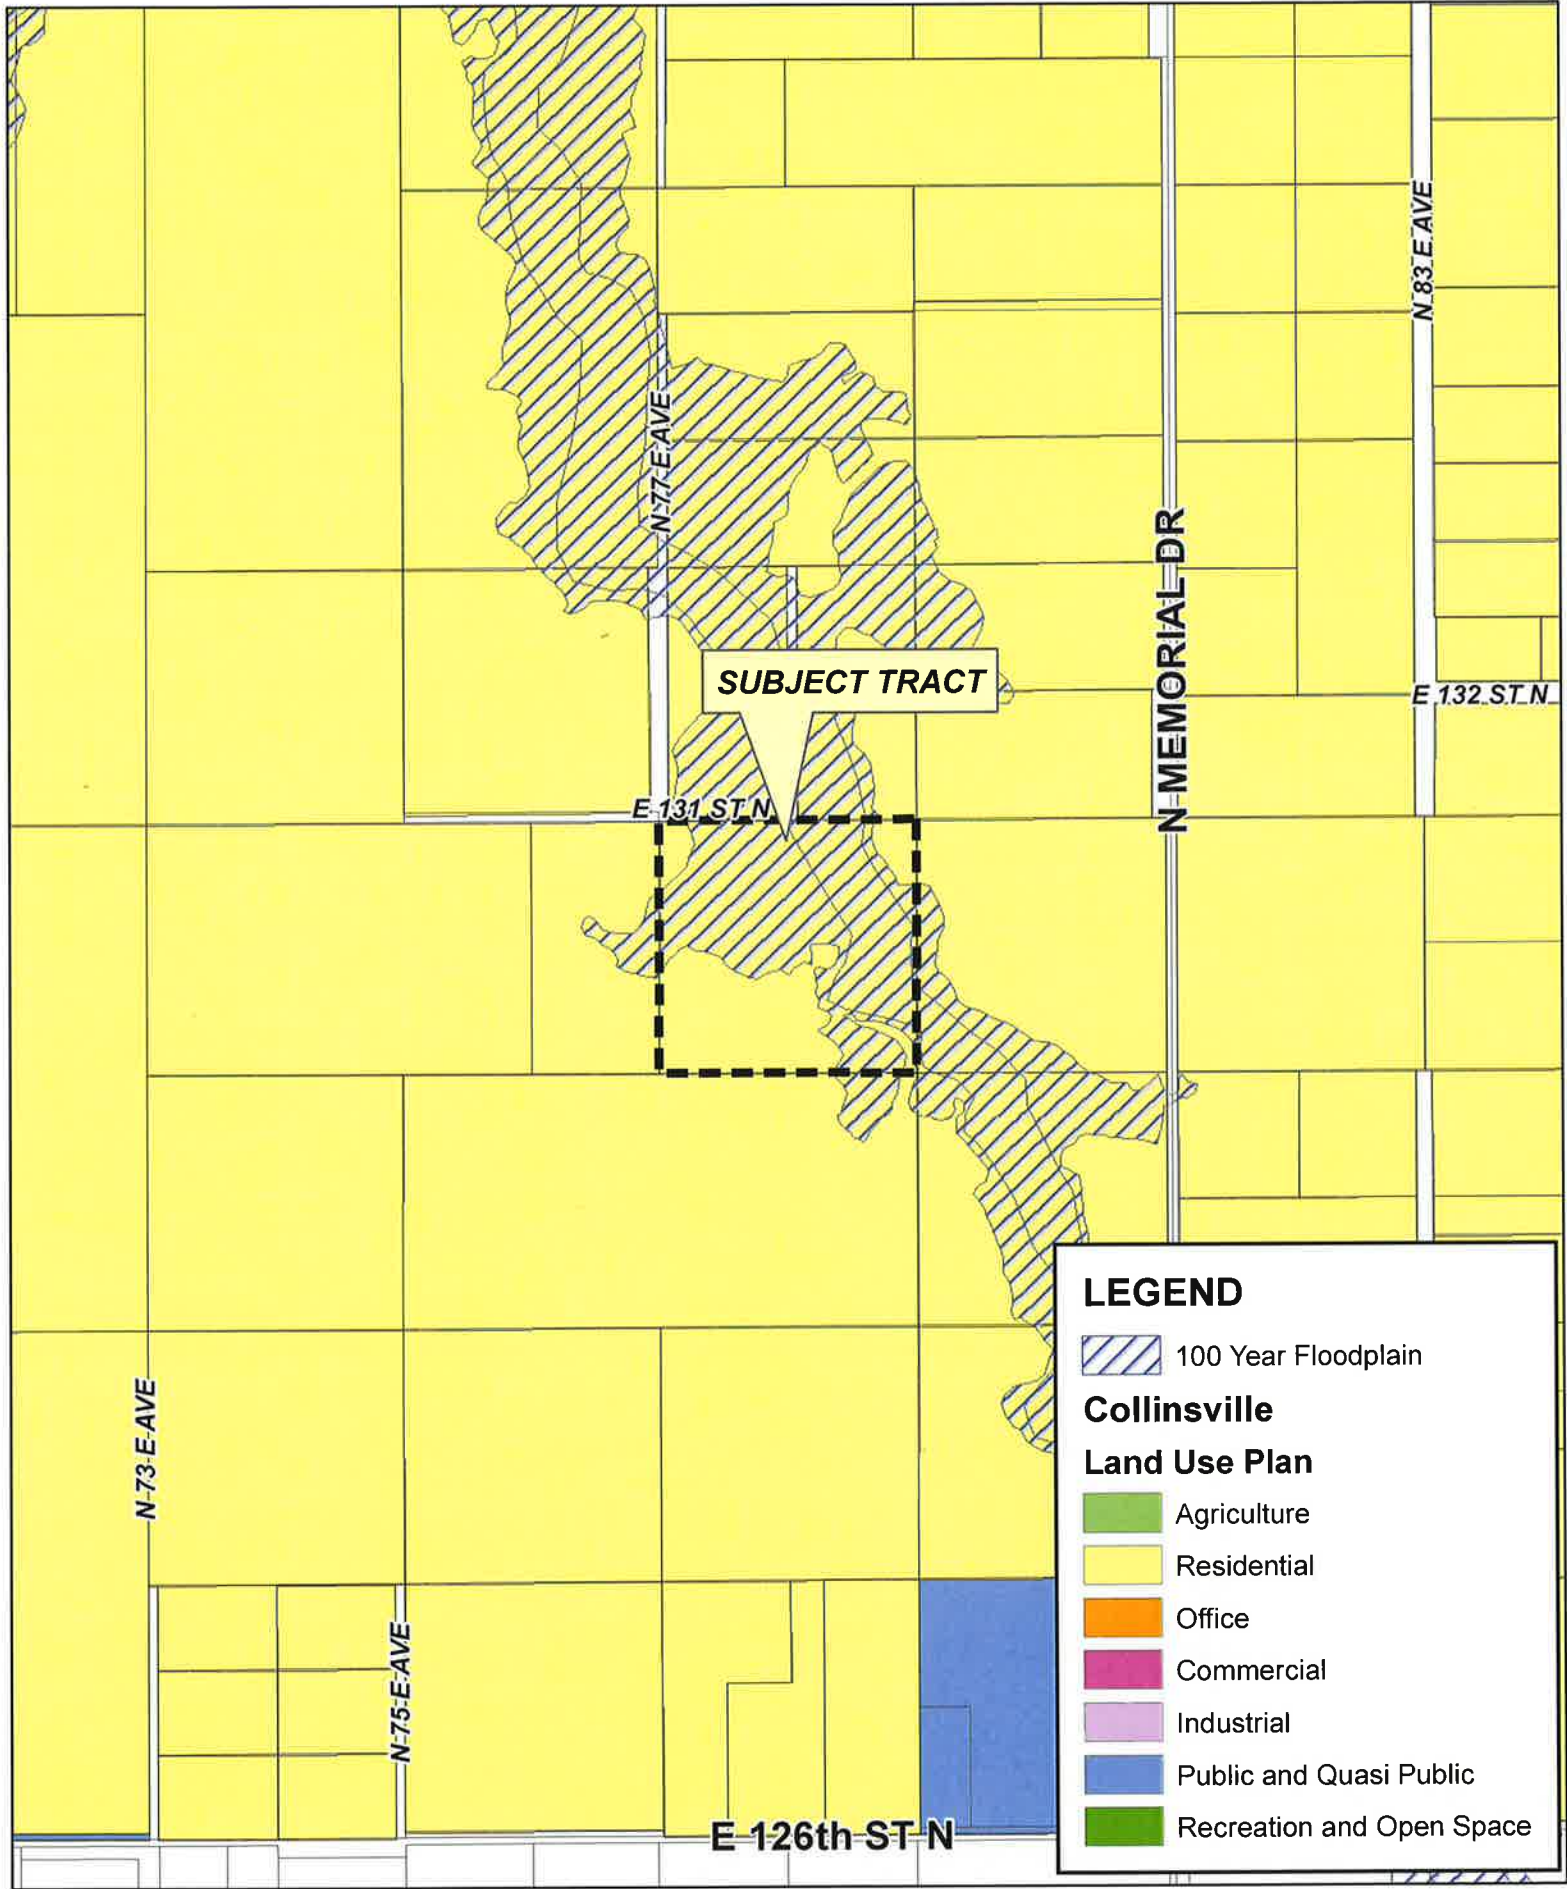 N 83 E AVE
N 77 E AVE
N MEMORIAL DR
SUBJECT TRACT
E 132 ST N
E 131 ST N
N 73 E AVE
N 75 E AVE
E 126th ST N
LEGEND
100 Year Floodplain
Collinsville
Land Use Plan
Agriculture
Residential
Office
Commercial
Industrial
Public and Quasi Public
Recreation and Open Space